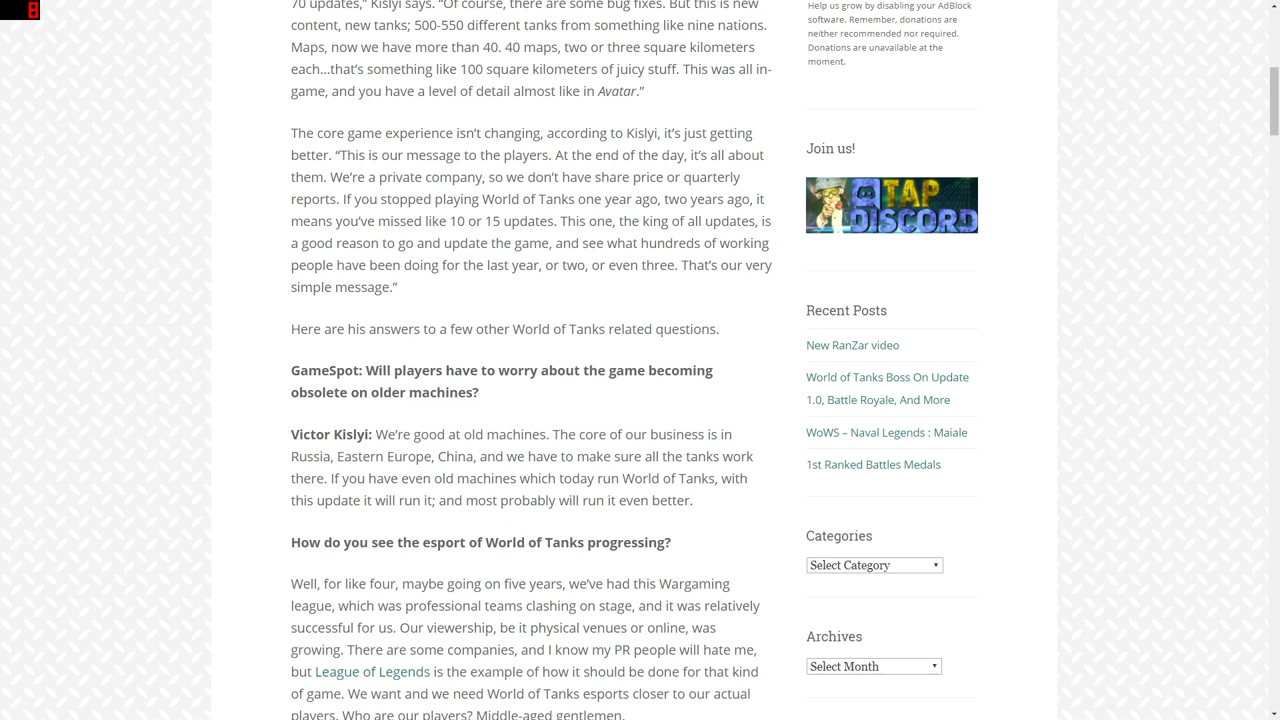 8
70 updates,” Kislyi says. “Of course, there are some bug fixes. But this is new
content, new tanks; 500-550 different tanks from something like nine nations.
Maps, now we have more than 40. 40 maps, two or three square kilometers
each…that’s something like 100 square kilometers of juicy stuff. This was all in-
game, and you have a level of detail almost like in Avatar.”
The core game experience isn’t changing, according to Kislyi, it’s just getting
better. “This is our message to the players. At the end of the day, it’s all about
them. We’re a private company, so we don’t have share price or quarterly
reports. If you stopped playing World of Tanks one year ago, two years ago, it
means you’ve missed like 10 or 15 updates. This one, the king of all updates, is
a good reason to go and update the game, and see what hundreds of working
people have been doing for the last year, or two, or even three. That’s our very
simple message.”
Here are his answers to a few other World of Tanks related questions.
GameSpot: Will players have to worry about the game becoming
obsolete on older machines?
Victor Kislyi: We’re good at old machines. The core of our business is in
Russia, Eastern Europe, China, and we have to make sure all the tanks work
there. If you have even old machines which today run World of Tanks, with
this update it will run it; and most probably will run it even better.
How do you see the esport of World of Tanks progressing?
Well, for like four, maybe going on five years, we’ve had this Wargaming
league, which was professional teams clashing on stage, and it was relatively
successful for us. Our viewership, be it physical venues or online, was
growing. There are some companies, and I know my PR people will hate me,
but League of Legends is the example of how it should be done for that kind
of game. We want and we need World of Tanks esports closer to our actual
players. Who are our players? Middle-aged gentlemen.
Help us grow by disabling your AdBlock
software. Remember, donations are
neither recommended nor required.
Donations are unavailable at the
moment.
Join us!
TAP
DISCORD
Recent Posts
New RanZar video
World of Tanks Boss On Update
1.0, Battle Royale, And More
WoWS – Naval Legends : Maiale
1st Ranked Battles Medals
Categories
Select Category
Archives
Select Month